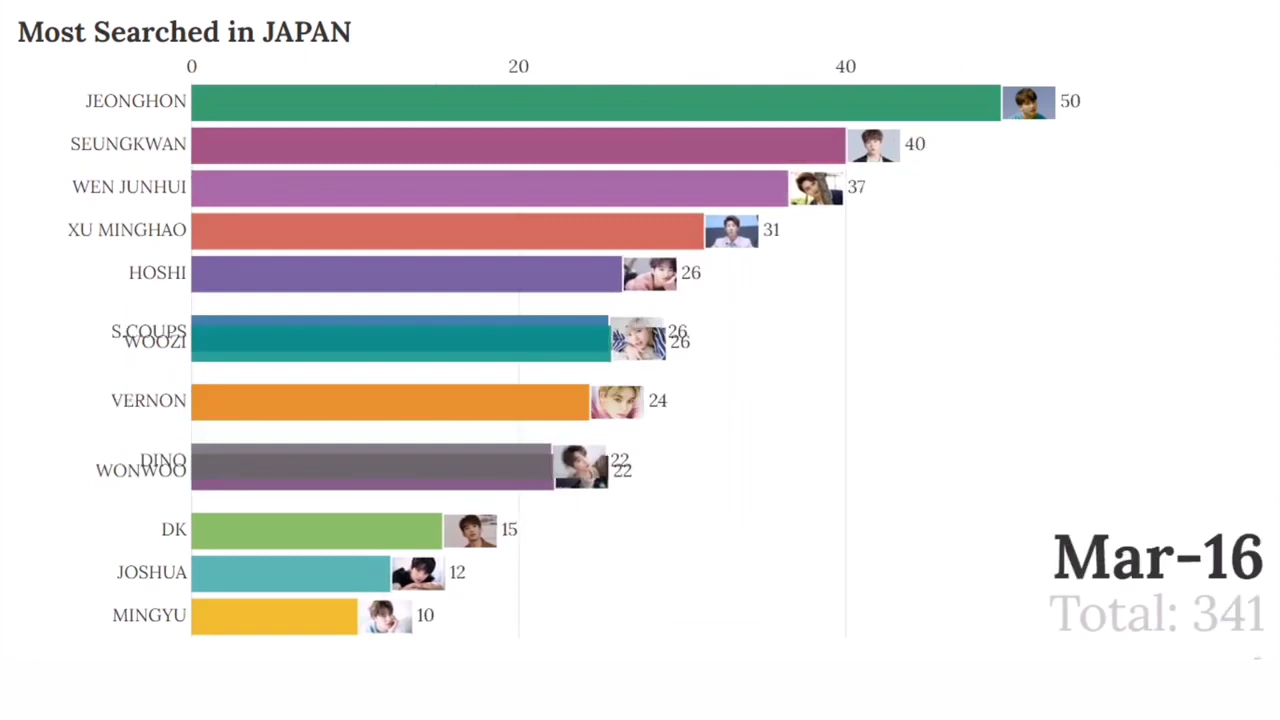 Most Searched in JAPAN
0 20 40
JEONGHON 50
SEUNGKWAN 40
WEN JUNHUI 37
XU MINGHAO 31
HOSHI 26
S.COUPS 26
WOOZI 26
VERNON 24
DINO 22
WONWOO 22
DK 15
JOSHUA 12
MINGYU 10
Mar-16
Total: 341